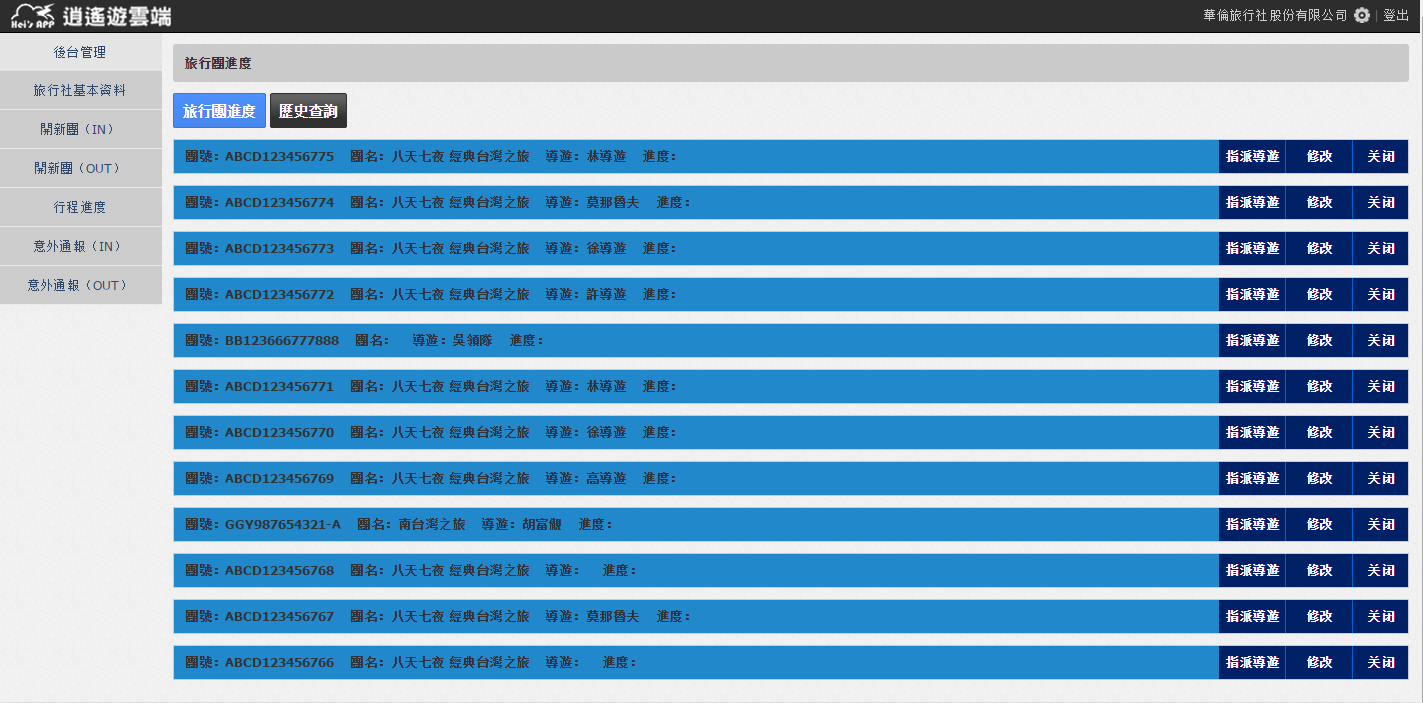 Hei's APP 逍遙遊雲端
華倫旅行社股份有限公司 | 登出
後台管理
旅行社基本資料
開新團（IN）
開新團（OUT）
行程進度
意外通報（IN）
意外通報（OUT）
旅行團進度
旅行團進度 歷史查詢
團號：ABCD123456775 團名：八天七夜 經典台灣之旅 導遊：林導遊 進度： 指派導遊 修改 关闭
團號：ABCD123456774 團名：八天七夜 經典台灣之旅 導遊：莫那魯夫 進度： 指派導遊 修改 关闭
團號：ABCD123456773 團名：八天七夜 經典台灣之旅 導遊：徐導遊 進度： 指派導遊 修改 关闭
團號：ABCD123456772 團名：八天七夜 經典台灣之旅 導遊：許導遊 進度： 指派導遊 修改 关闭
團號：BB123666777888 團名： 導遊：吳領隊 進度： 指派導遊 修改 关闭
團號：ABCD123456771 團名：八天七夜 經典台灣之旅 導遊：林導遊 進度： 指派導遊 修改 关闭
團號：ABCD123456770 團名：八天七夜 經典台灣之旅 導遊：徐導遊 進度： 指派導遊 修改 关闭
團號：ABCD123456769 團名：八天七夜 經典台灣之旅 導遊：高導遊 進度： 指派導遊 修改 关闭
團號：GGY987654321-A 團名：南台灣之旅 導遊：胡富 進度： 指派導遊 修改 关闭
團號：ABCD123456768 團名：八天七夜 經典台灣之旅 導遊： 進度： 指派導遊 修改 关闭
團號：ABCD123456767 團名：八天七夜 經典台灣之旅 導遊：莫那魯夫 進度： 指派導遊 修改 关闭
團號：ABCD123456766 團名：八天七夜 經典台灣之旅 導遊： 進度： 指派導遊 修改 关闭